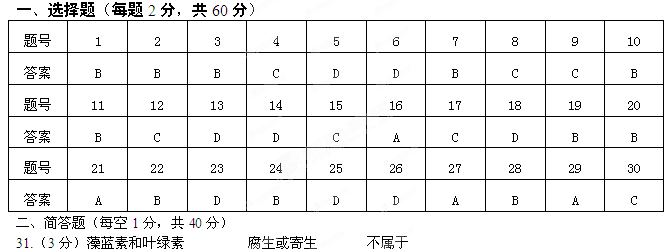 一、选择题（每题 2 分，共 60 分）
题号 1 2 3 4 5 6 7 8 9 10
答案 B B B C D D B C C B
题号 11 12 13 14 15 16 17 18 19 20
答案 B C D D C A C D B B
题号 21 22 23 24 25 26 27 28 29 30
答案 A B D B D D A B A C
二、简答题（每空 1 分，共 40 分）
31.（3 分）藻蓝素和叶绿素 腐生或寄生 不属于